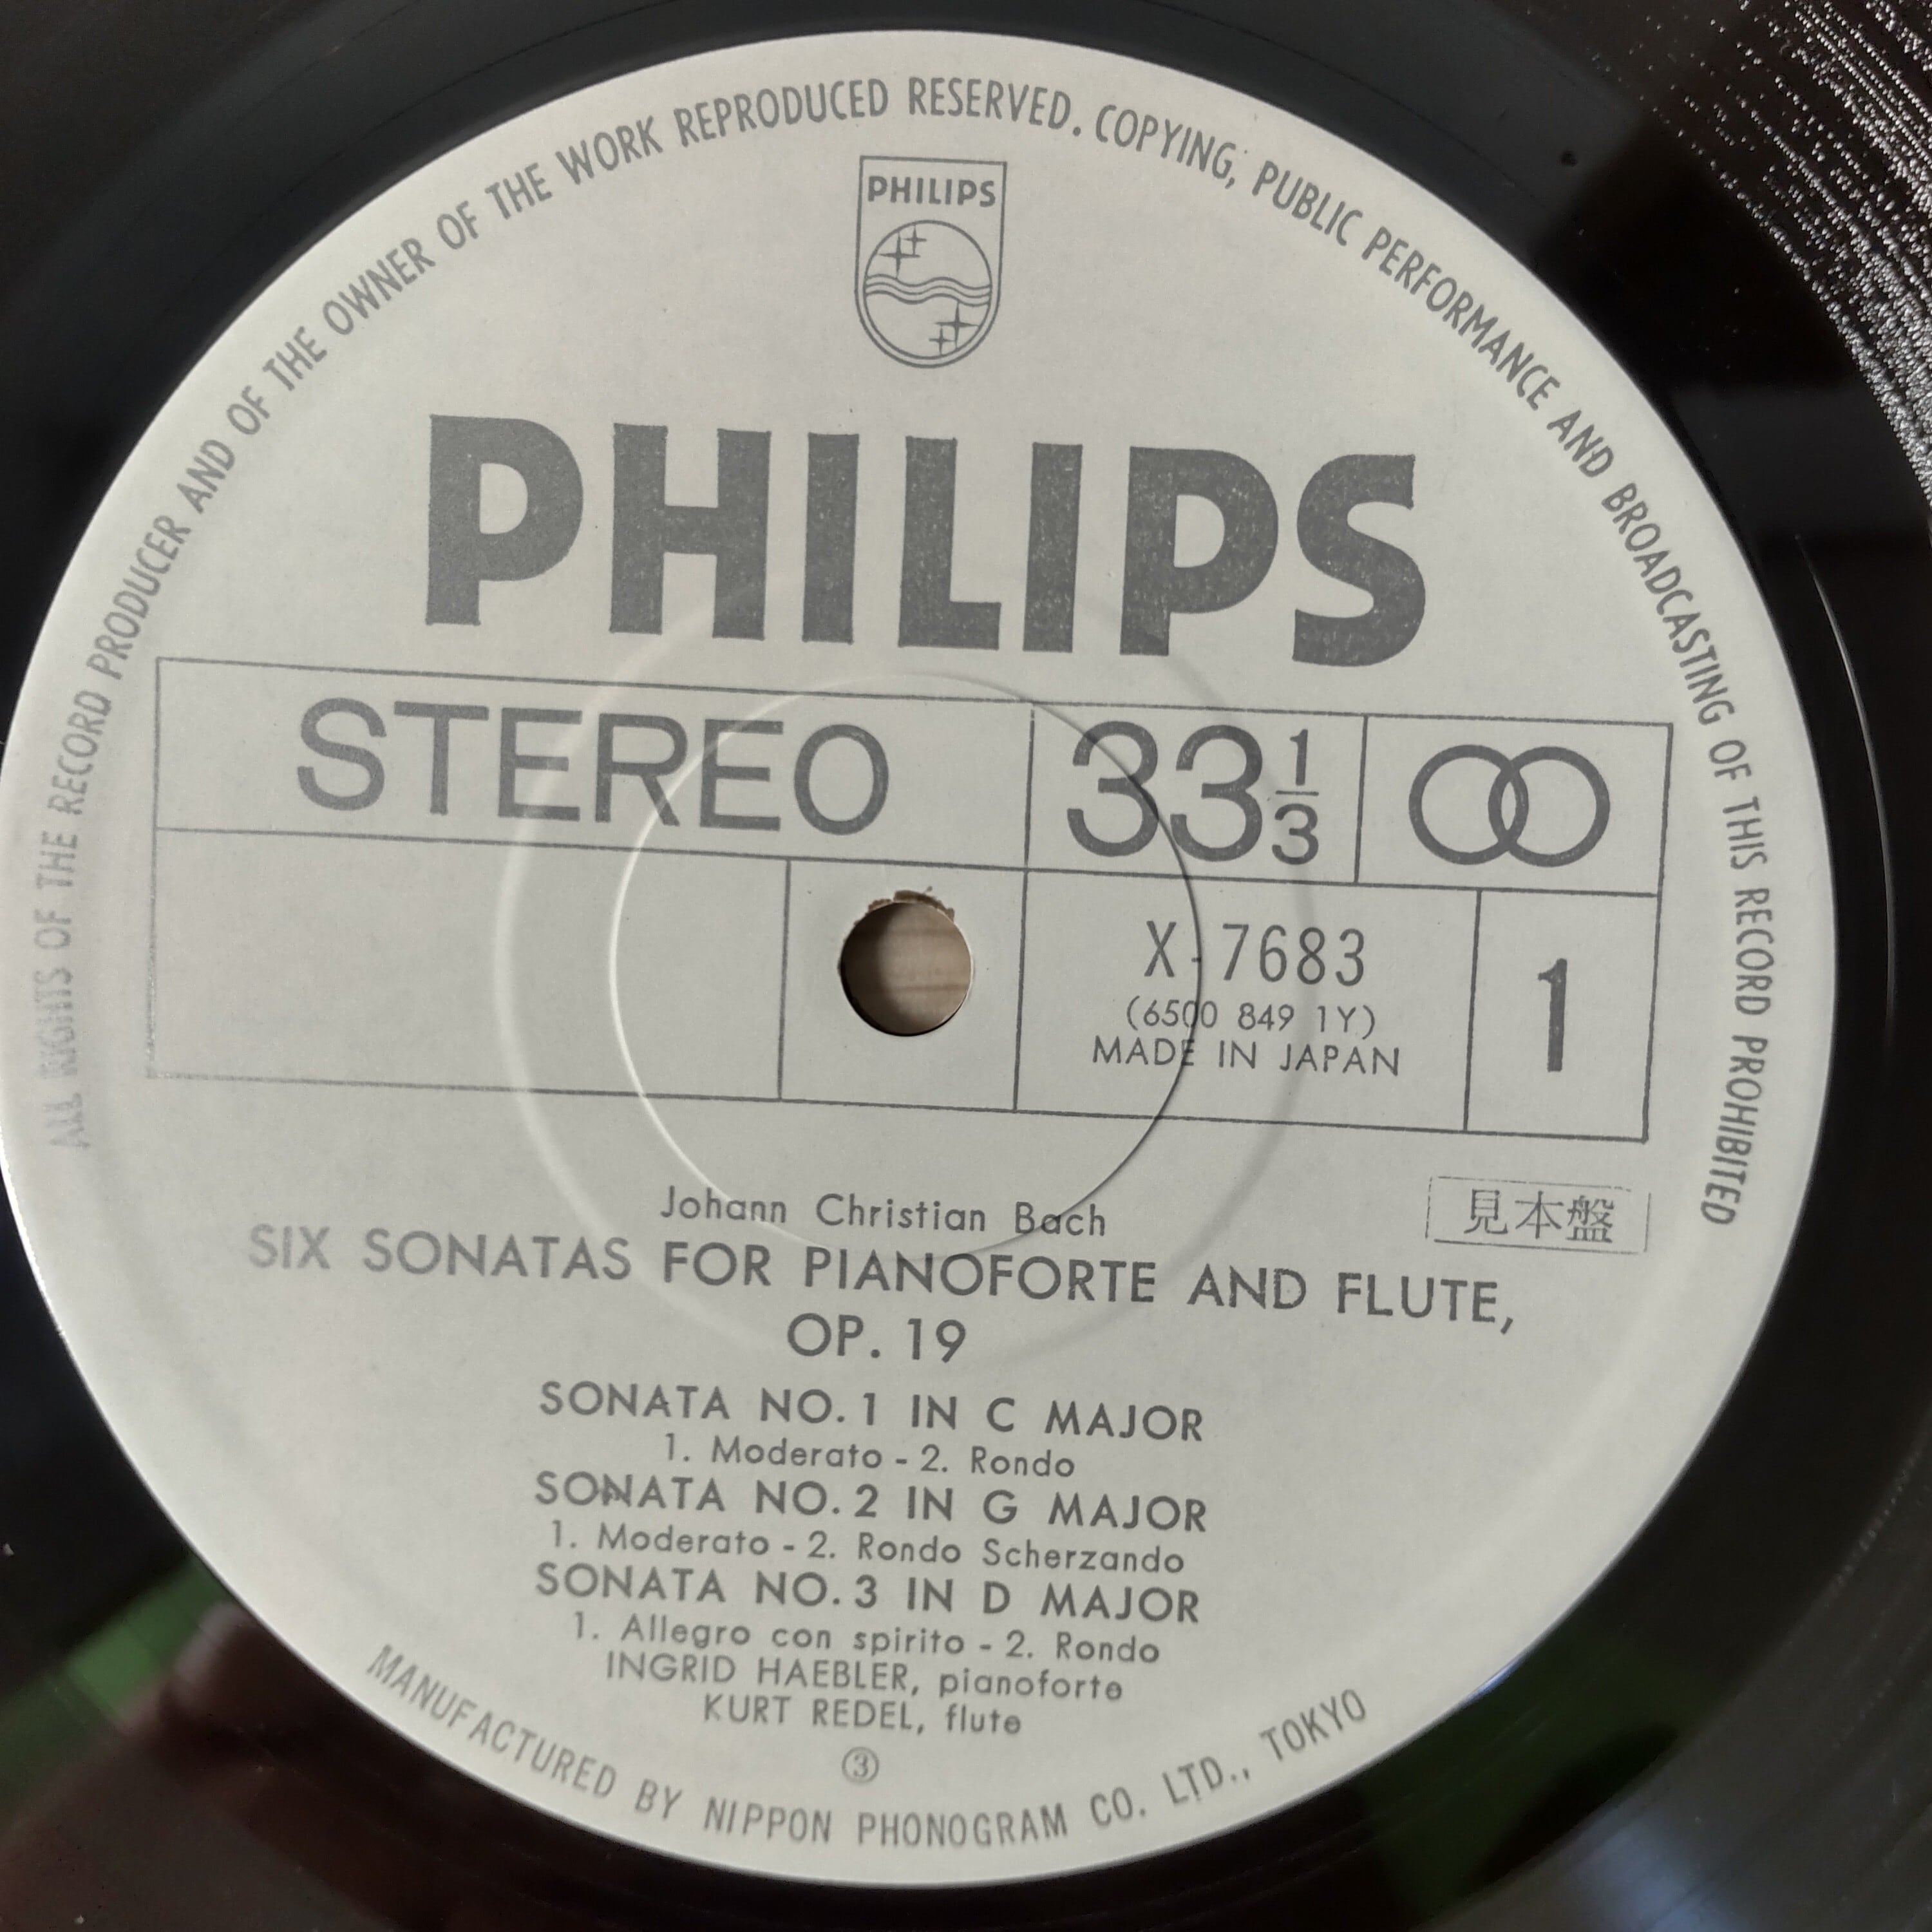 ALL RIGHTS OF THE RECORD PRODUCER AND OF THE OWNER OF THE WORK REPRODUCED RESERVED. COPYING, PUBLIC PERFORMANCE AND BROADCASTING OF THIS RECORD PROHIBITED
PHILIPS
PHILIPS
STEREO
33 1/3
X-7683
(6500 849 1Y)
MADE IN JAPAN
1
Johann Christian Bach
見本盤
SIX SONATAS FOR PIANOFORTE AND FLUTE,
OP. 19
SONATA NO. 1 IN C MAJOR
1. Moderato - 2. Rondo
SONATA NO. 2 IN G MAJOR
1. Moderato - 2. Rondo Scherzando
SONATA NO. 3 IN D MAJOR
1. Allegro con spirito - 2. Rondo
INGRID HAEBLER, pianoforte
KURT REDEL, flute
③
MANUFACTURED BY NIPPON PHONOGRAM CO. LTD., TOKYO